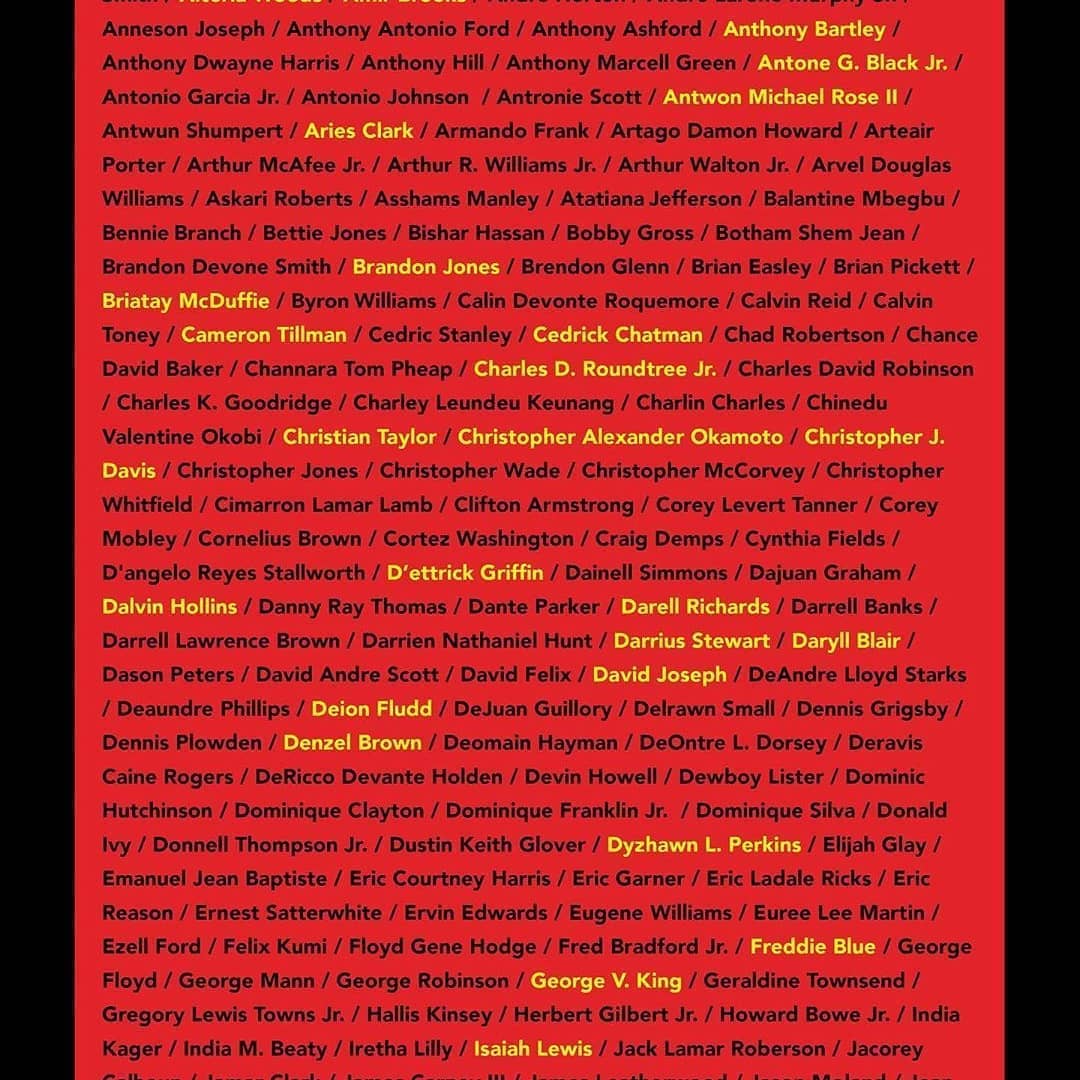 Anneson Joseph / Anthony Antonio Ford / Anthony Ashford / Anthony Bartley /
Anthony Dwayne Harris / Anthony Hill / Anthony Marcell Green / Antone G. Black Jr. /
Antonio Garcia Jr. / Antonio Johnson / Antronie Scott / Antwon Michael Rose II /
Antwun Shumpert / Aries Clark / Armando Frank / Artago Damon Howard / Arteair
Porter / Arthur McAfee Jr. / Arthur R. Williams Jr. / Arthur Walton Jr. / Arvel Douglas
Williams / Askari Roberts / Asshams Manley / Atatiana Jefferson / Balantine Mbegbu /
Bennie Branch / Bettie Jones / Bishar Hassan / Bobby Gross / Botham Shem Jean /
Brandon Devone Smith / Brandon Jones / Brendon Glenn / Brian Easley / Brian Pickett /
Briatay McDuffie / Byron Williams / Calin Devonte Roquemore / Calvin Reid / Calvin
Toney / Cameron Tillman / Cedric Stanley / Cedrick Chatman / Chad Robertson / Chance
David Baker / Channara Tom Pheap / Charles D. Roundtree Jr. / Charles David Robinson
/ Charles K. Goodridge / Charley Leundeu Keunang / Charlin Charles / Chinedu
Valentine Okobi / Christian Taylor / Christopher Alexander Okamoto / Christopher J.
Davis / Christopher Jones / Christopher Wade / Christopher McCorvey / Christopher
Whitfield / Cimarron Lamar Lamb / Clifton Armstrong / Corey Levert Tanner / Corey
Mobley / Cornelius Brown / Cortez Washington / Craig Demps / Cynthia Fields /
D'angelo Reyes Stallworth / D’ettrick Griffin / Dainell Simmons / Dajuan Graham /
Dalvin Hollins / Danny Ray Thomas / Dante Parker / Darell Richards / Darrell Banks /
Darrell Lawrence Brown / Darrien Nathaniel Hunt / Darrius Stewart / Daryll Blair /
Dason Peters / David Andre Scott / David Felix / David Joseph / DeAndre Lloyd Starks
/ Deaundre Phillips / Deion Fludd / DeJuan Guillory / Delrawn Small / Dennis Grigsby /
Dennis Plowden / Denzel Brown / Deomain Hayman / DeOntre L. Dorsey / Deravis
Caine Rogers / DeRicco Devante Holden / Devin Howell / Dewboy Lister / Dominic
Hutchinson / Dominique Clayton / Dominique Franklin Jr. / Dominique Silva / Donald
Ivy / Donnell Thompson Jr. / Dustin Keith Glover / Dyzhawn L. Perkins / Elijah Glay /
Emanuel Jean Baptiste / Eric Courtney Harris / Eric Garner / Eric Ladale Ricks / Eric
Reason / Ernest Satterwhite / Ervin Edwards / Eugene Williams / Euree Lee Martin /
Ezell Ford / Felix Kumi / Floyd Gene Hodge / Fred Bradford Jr. / Freddie Blue / George
Floyd / George Mann / George Robinson / George V. King / Geraldine Townsend /
Gregory Lewis Towns Jr. / Hallis Kinsey / Herbert Gilbert Jr. / Howard Bowe Jr. / India
Kager / India M. Beaty / Iretha Lilly / Isaiah Lewis / Jack Lamar Roberson / Jacorey